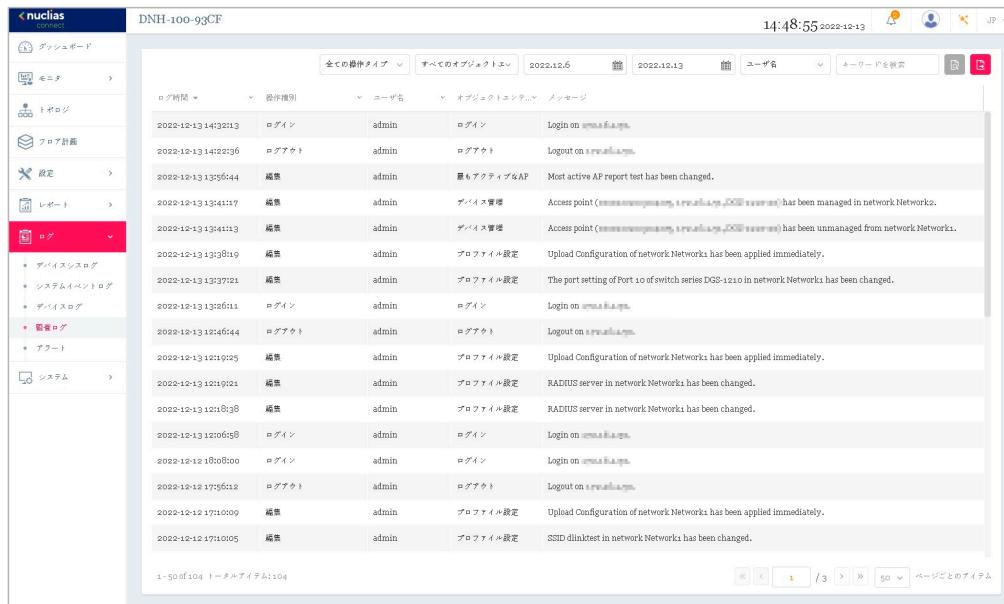 nuclias
connect
DNH-100-93CF
14:48:55 2022-12-13
2
JP
ダッシュボード
モニタ
トポロジ
フロア計画
設定
レポート
ログ
デバイスシスログ
システムイベントログ
デバイスログ
監査ログ
アラート
システム
全ての操作タイプ すべてのオブジェクトエ 2022.12.6 2022.12.13 ユーザ名 キーワードを検索
ログ時間 操作種別 ユーザ名 オブジェクトエンテ... メッセージ
2022-12-13 14:32:13 ログイン admin ログイン Login on
2022-12-13 14:22:36 ログアウト admin ログアウト Logout on
2022-12-13 13:56:44 編集 admin 最もアクティブなAP Most active AP report test has been changed.
2022-12-13 13:41:17 編集 admin デバイス管理 Access point ( ) has been managed in network Network2.
2022-12-13 13:41:13 編集 admin デバイス管理 Access point ( ) has been unmanaged from network Network1.
2022-12-13 13:38:19 編集 admin プロファイル設定 Upload Configuration of network Network1 has been applied immediately.
2022-12-13 13:37:21 編集 admin プロファイル設定 The port setting of Port 10 of switch series DGS-1210 in network Network1 has been changed.
2022-12-13 13:26:11 ログイン admin ログイン Login on
2022-12-13 12:46:44 ログアウト admin ログアウト Logout on
2022-12-13 12:19:25 編集 admin プロファイル設定 Upload Configuration of network Network1 has been applied immediately.
2022-12-13 12:19:21 編集 admin プロファイル設定 RADIUS server in network Network1 has been changed.
2022-12-13 12:18:38 編集 admin プロファイル設定 RADIUS server in network Network1 has been changed.
2022-12-13 12:06:58 ログイン admin ログイン Login on
2022-12-12 18:08:00 ログイン admin ログイン Login on
2022-12-12 17:56:12 ログアウト admin ログアウト Logout on
2022-12-12 17:10:09 編集 admin プロファイル設定 Upload Configuration of network Network1 has been applied immediately.
2022-12-12 17:10:05 編集 admin プロファイル設定 SSID dlinktest in network Network1 has been changed.
1 - 50 of 104 トータルアイテム: 104
1 / 3 50 ページごとのアイテム